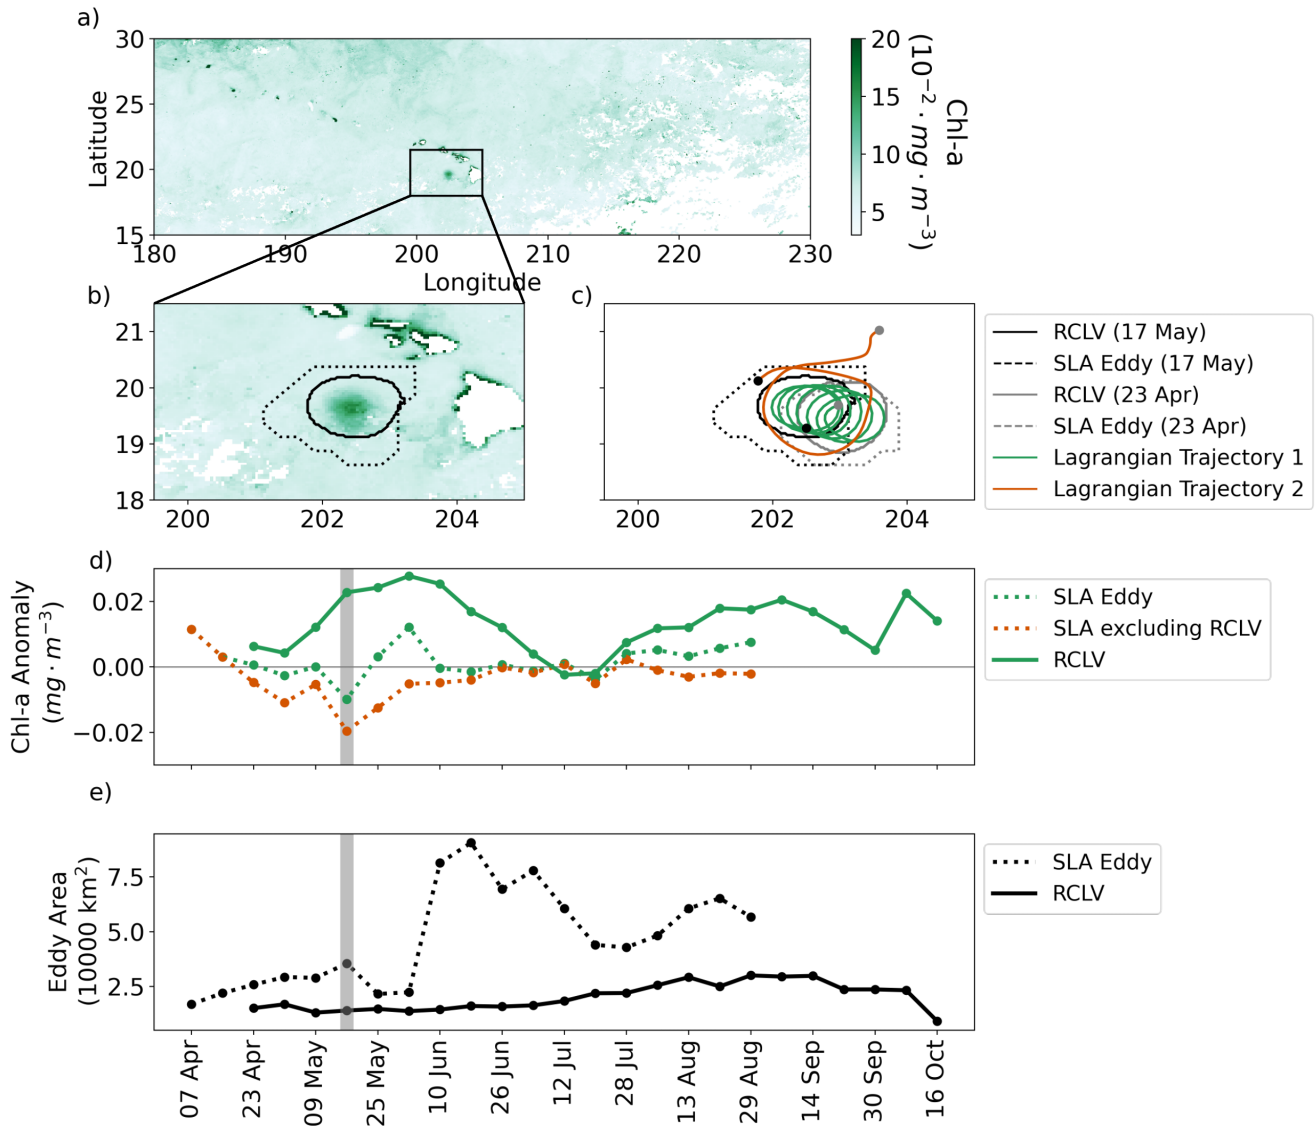 a)
30
25
20
15
Latitude
180
190
200
210
220
230
Longitude
20
15
10
5
Chl-a
(10⁻² · mg · m⁻³)
b)
21
20
19
18
200
202
204
c)
200
202
204
RCLV (17 May)
SLA Eddy (17 May)
RCLV (23 Apr)
SLA Eddy (23 Apr)
Lagrangian Trajectory 1
Lagrangian Trajectory 2
d)
Chl-a Anomaly
(mg · m⁻³)
0.02
0.00
−0.02
SLA Eddy
SLA excluding RCLV
RCLV
e)
Eddy Area
(10000 km²)
7.5
5.0
2.5
SLA Eddy
RCLV
07 Apr
23 Apr
09 May
25 May
10 Jun
26 Jun
12 Jul
28 Jul
13 Aug
29 Aug
14 Sep
30 Sep
16 Oct